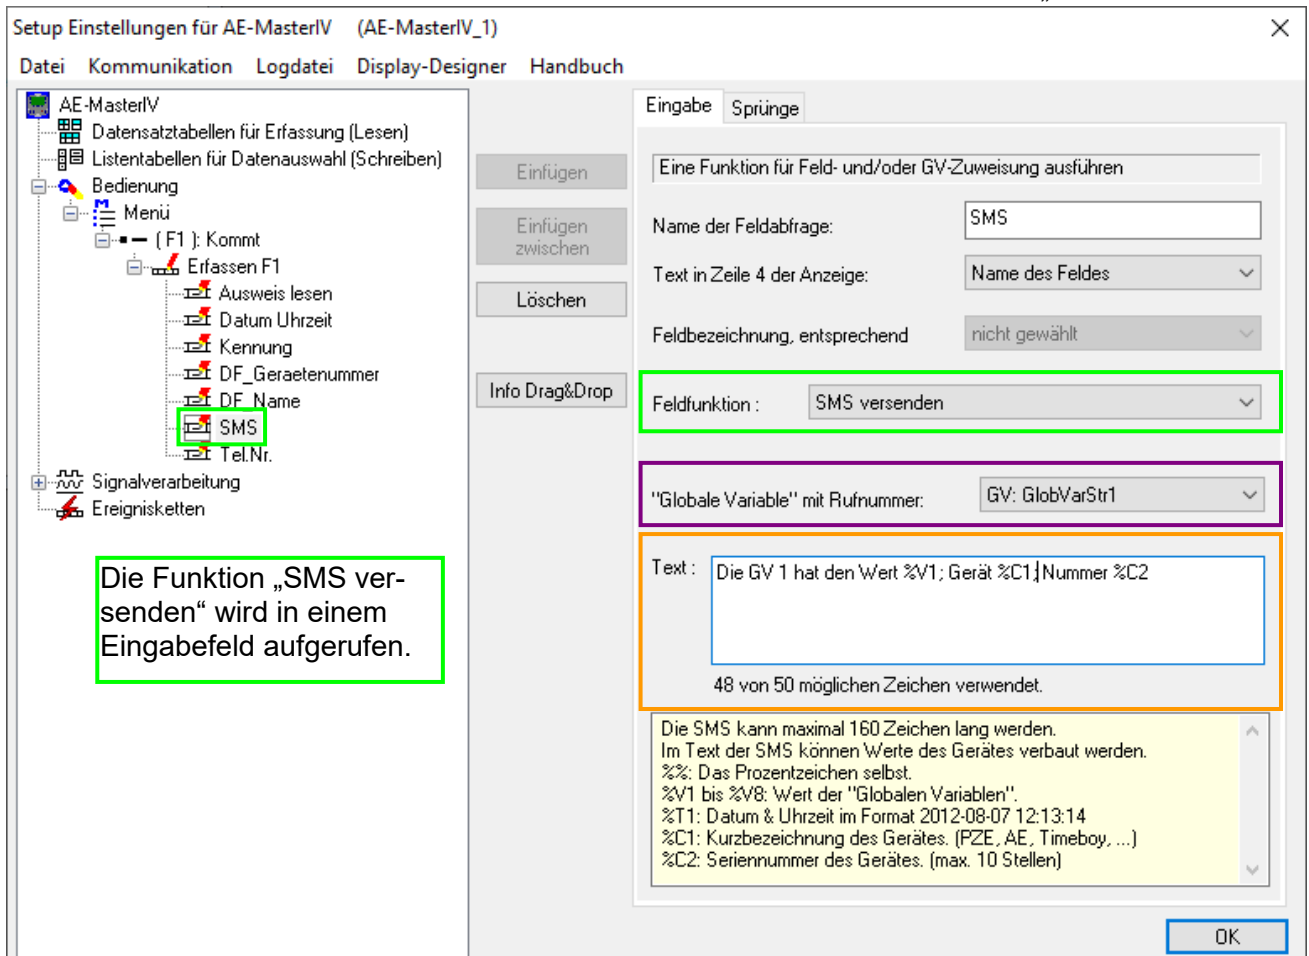 „
Setup Einstellungen für AE-MasterIV (AE-MasterIV_1)
Datei Kommunikation Logdatei Display-Designer Handbuch
AE-MasterIV
Datensatztabellen für Erfassung (Lesen)
Listentabellen für Datenauswahl (Schreiben)
Bedienung
Menü
( F1 ): Kommt
Erfassen F1
Ausweis lesen
Datum Uhrzeit
Kennung
DF_Geraetenummer
DF_Name
SMS
Tel.Nr.
Signalverarbeitung
Ereignisketten
Die Funktion „SMS ver-
senden“ wird in einem
Eingabefeld aufgerufen.
Einfügen
Einfügen
zwischen
Löschen
Info Drag&Drop
Eingabe Sprünge
Eine Funktion für Feld- und/oder GV-Zuweisung ausführen
Name der Feldabfrage: SMS
Text in Zeile 4 der Anzeige: Name des Feldes
Feldbezeichnung, entsprechend nicht gewählt
Feldfunktion : SMS versenden
"Globale Variable" mit Rufnummer: GV: GlobVarStr1
Text : Die GV 1 hat den Wert %V1; Gerät %C1; Nummer %C2
48 von 50 möglichen Zeichen verwendet.
Die SMS kann maximal 160 Zeichen lang werden.
Im Text der SMS können Werte des Gerätes verbaut werden.
%%: Das Prozentzeichen selbst.
%V1 bis %V8: Wert der "Globalen Variablen".
%T1: Datum & Uhrzeit im Format 2012-08-07 12:13:14
%C1: Kurzbezeichnung des Gerätes. (PZE, AE, Timeboy, ...)
%C2: Seriennummer des Gerätes. (max. 10 Stellen)
OK